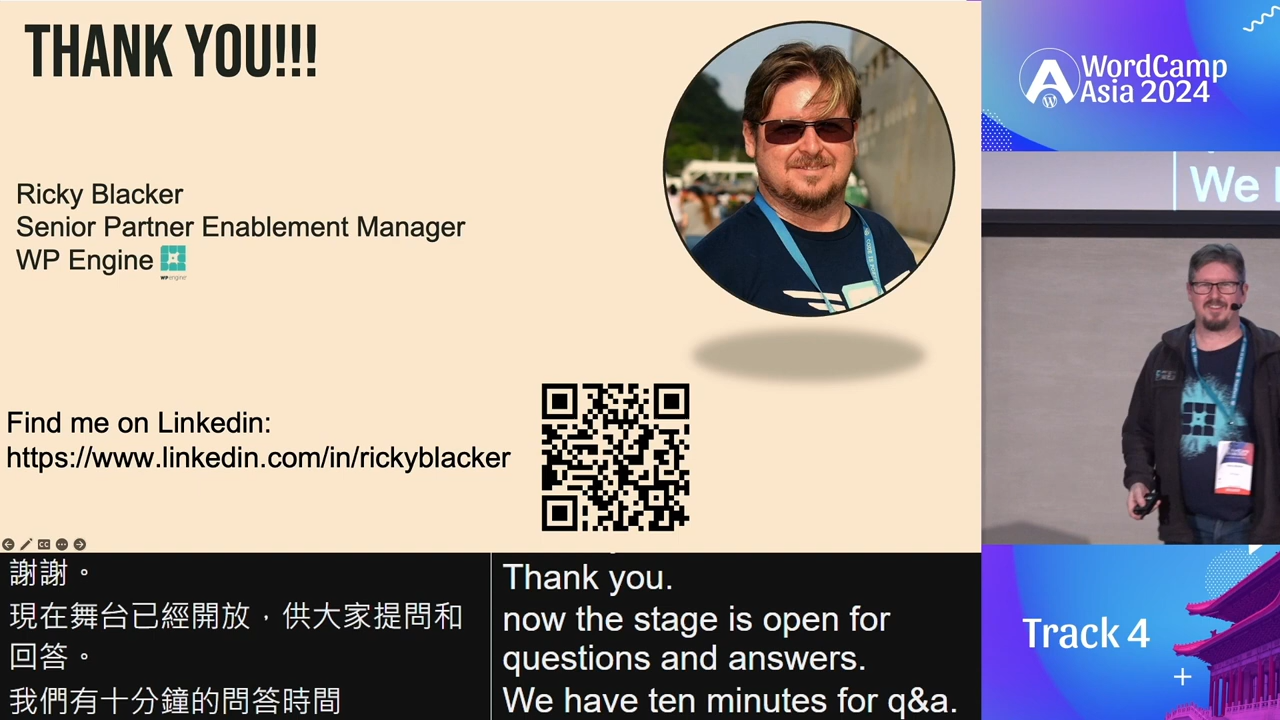 THANK YOU!!!
Ricky Blacker
Senior Partner Enablement Manager
WP Engine
WP engine
Find me on Linkedin:
https://www.linkedin.com/in/rickyblacker
謝謝。
現在舞台已經開放，供大家提問和
回答。
我們有十分鐘的問答時間
Thank you.
now the stage is open for
questions and answers.
We have ten minutes for q&a.
WordCamp
Asia 2024
We
Track 4